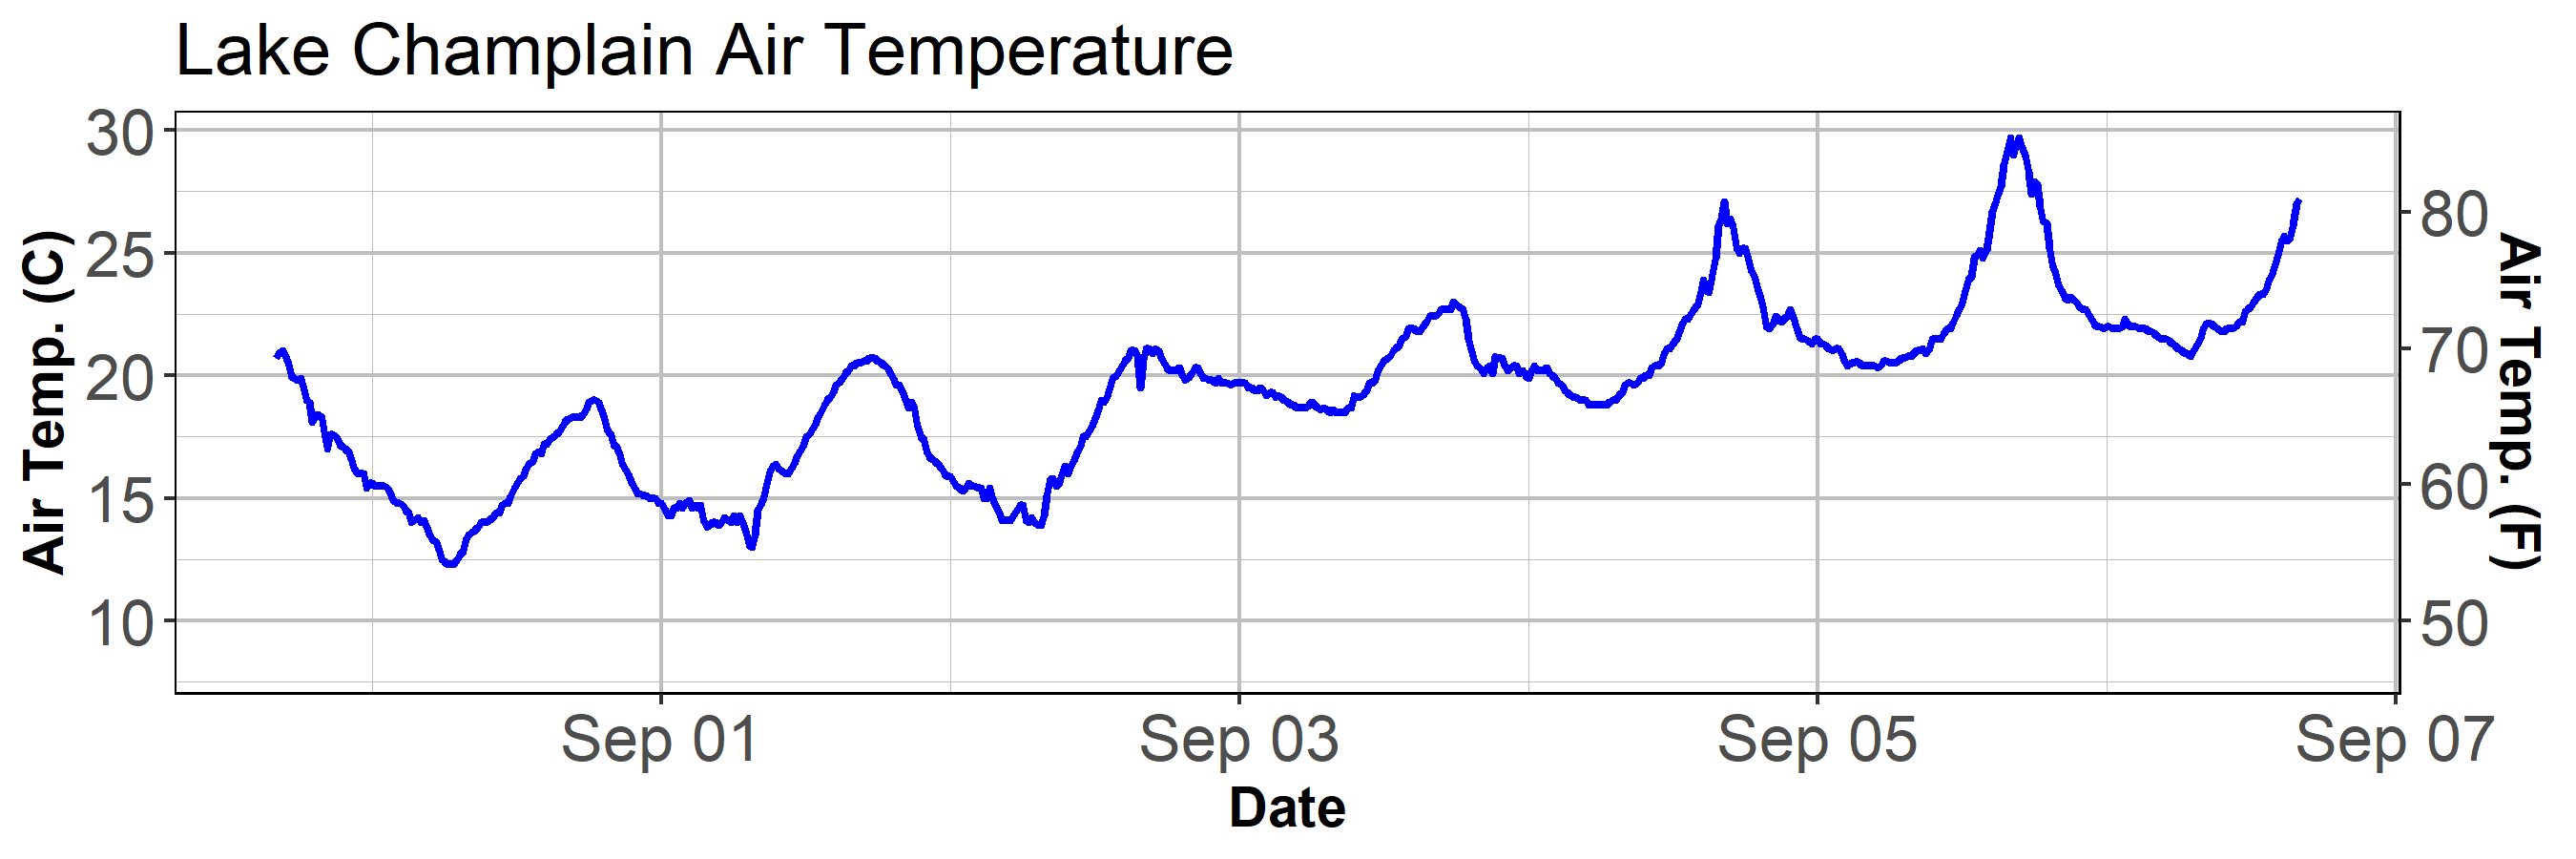 Lake Champlain Air Temperature
Air Temp. (C)
30
25
20
15
10
80
70
60
50
Air Temp. (F)
Sep 01
Sep 03
Sep 05
Sep 07
Date